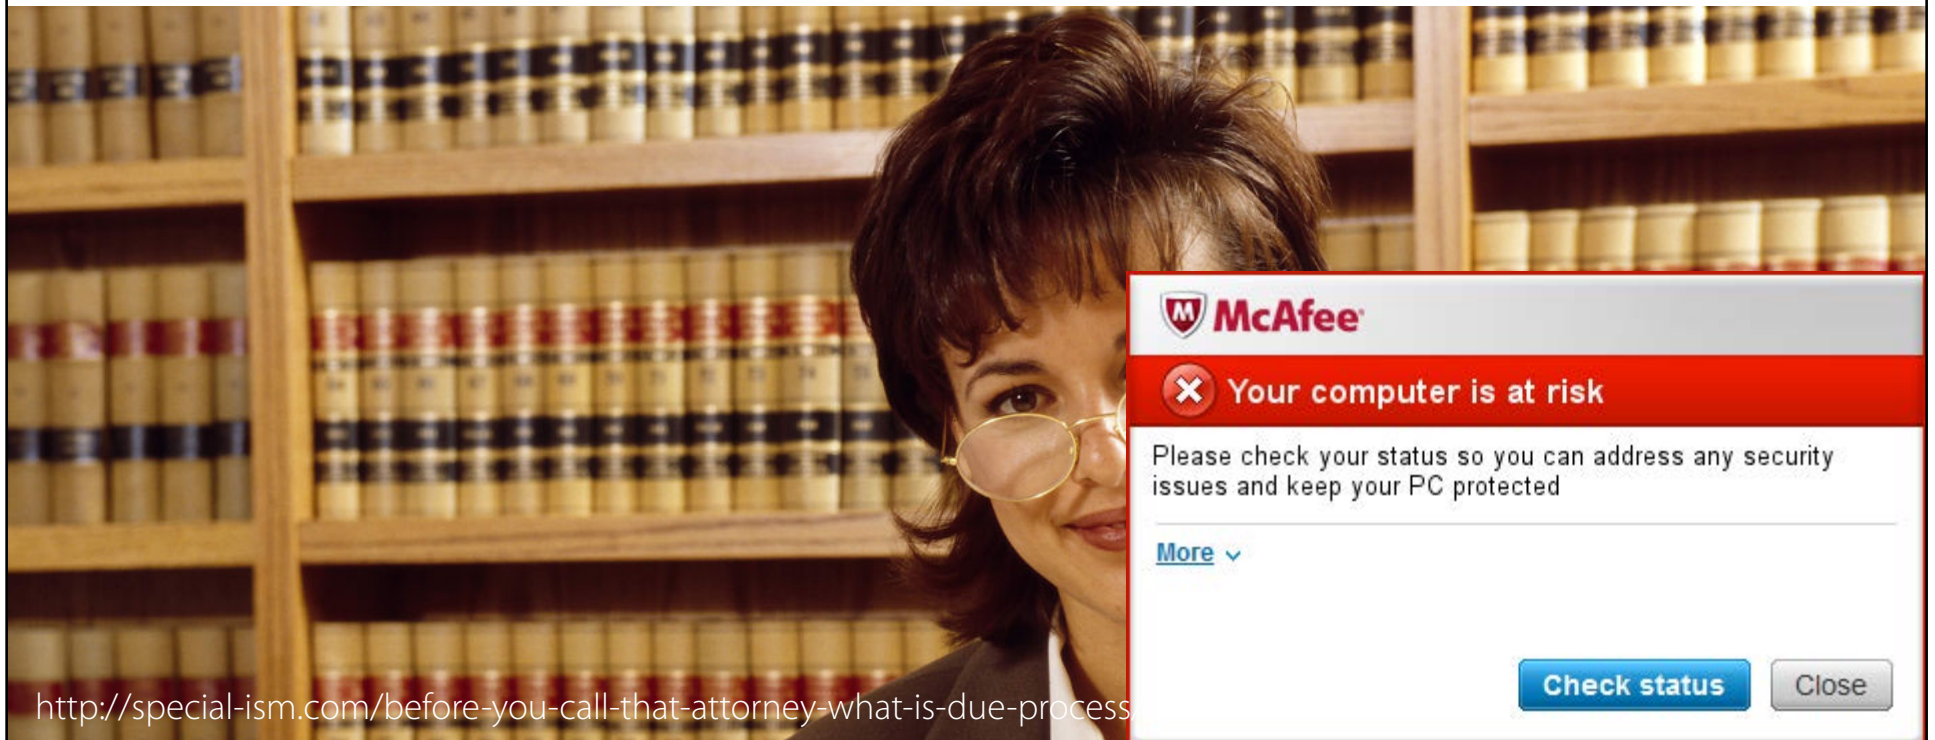 McAfee
Your computer is at risk
Please check your status so you can address any security
issues and keep your PC protected
More
Check status
Close
http://special-ism.com/before-you-call-that-attorney-what-is-due-process